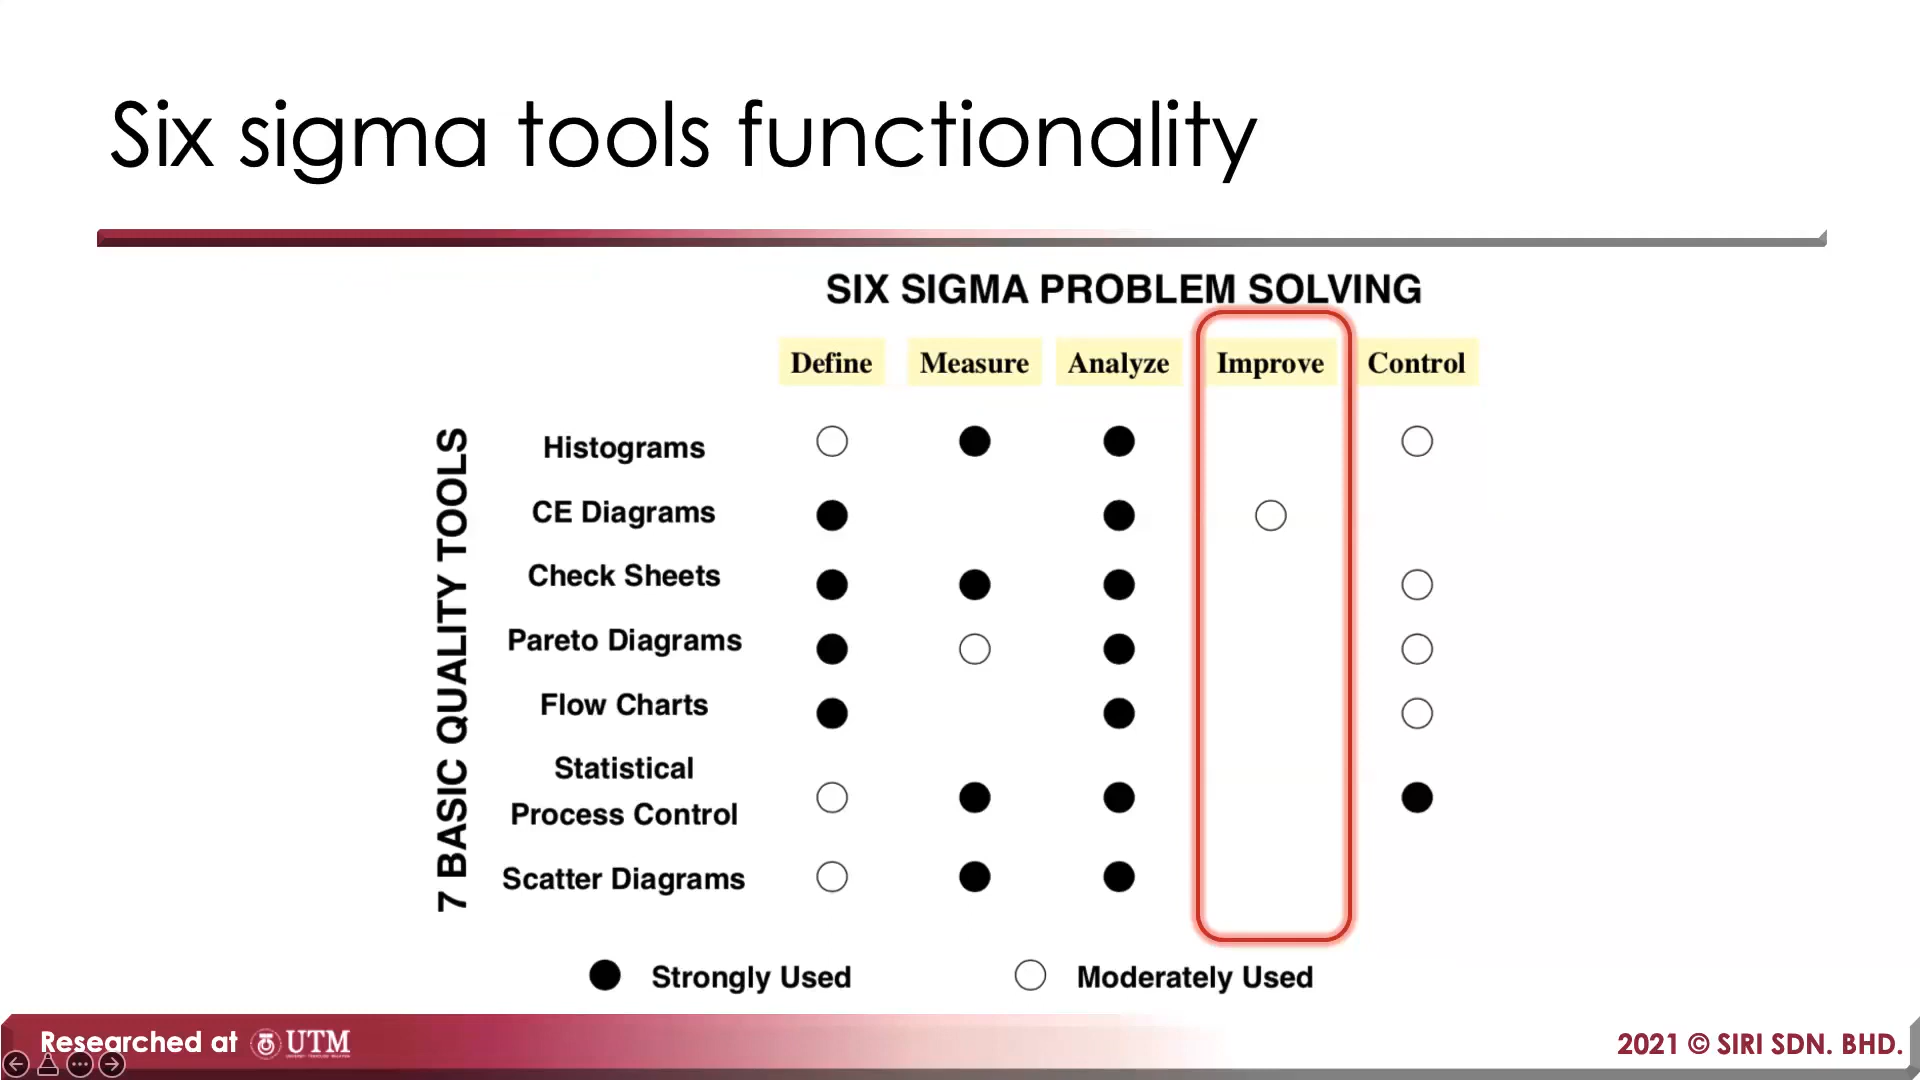 Six sigma tools functionality
SIX SIGMA PROBLEM SOLVING
Define Measure Analyze Improve Control
7 BASIC QUALITY TOOLS
Histograms
CE Diagrams
Check Sheets
Pareto Diagrams
Flow Charts
Statistical
Process Control
Scatter Diagrams
Strongly Used Moderately Used
Researched at UTM
2021 © SIRI SDN. BHD.